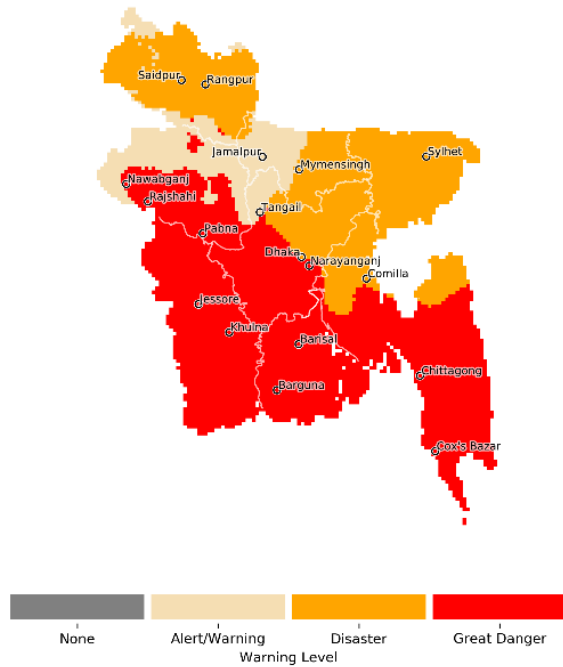 Saidpur
Rangpur
Jamalpur
Mymensingh
Sylhet
Nawabganj
Rajshahi
Tangail
Pabna
Dhaka
Narayanganj
Comilla
Jessore
Khulna
Barisal
Chittagong
Barguna
Cox's Bazar
None
Alert/Warning
Disaster
Great Danger
Warning Level